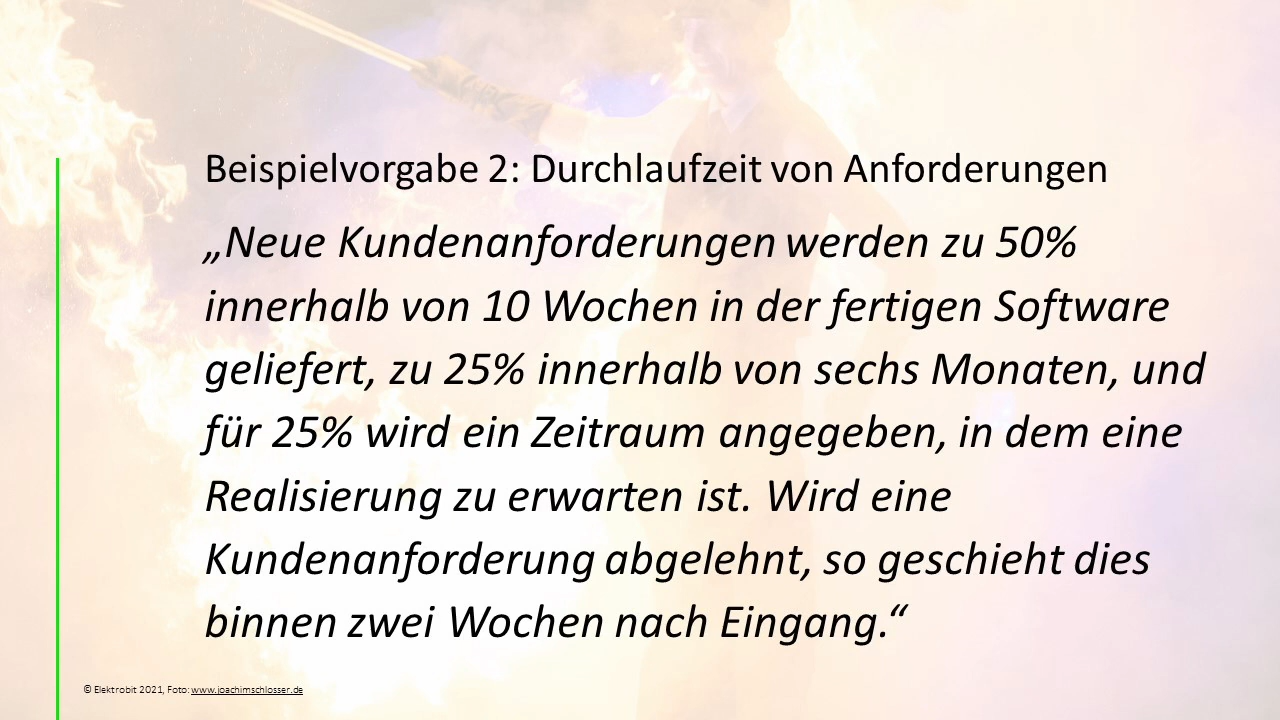 Beispielvorgabe 2: Durchlaufzeit von Anforderungen
„Neue Kundenanforderungen werden zu 50%
innerhalb von 10 Wochen in der fertigen Software
geliefert, zu 25% innerhalb von sechs Monaten, und
für 25% wird ein Zeitraum angegeben, in dem eine
Realisierung zu erwarten ist. Wird eine
Kundenanforderung abgelehnt, so geschieht dies
binnen zwei Wochen nach Eingang.“
© Elektrobit 2021, Foto: www.joachimschlosser.de